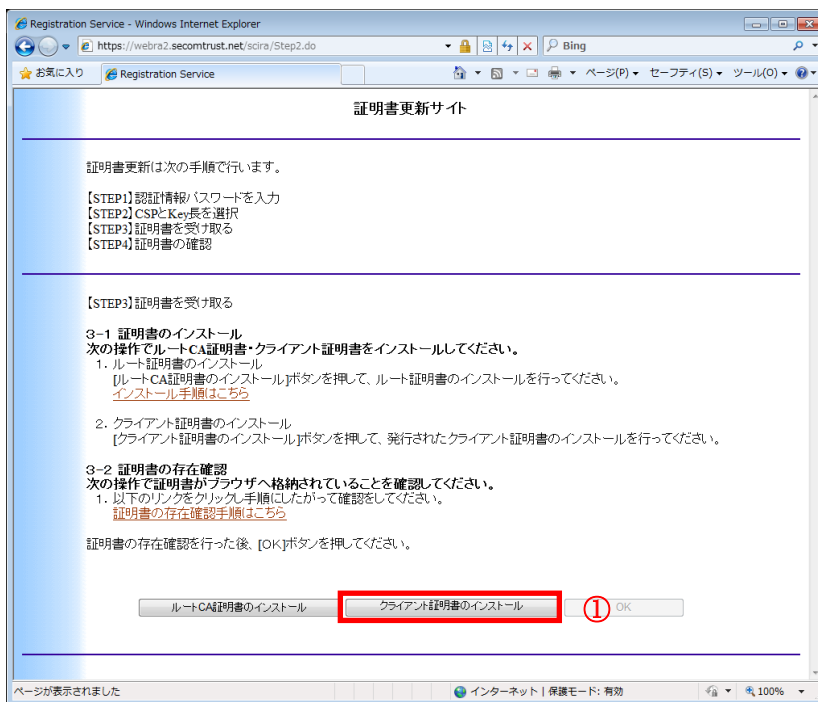 Registration Service - Windows Internet Explorer
https://webra2.secomtrust.net/scira/Step2.do
Bing
お気に入り
Registration Service
ページ(P)
セーフティ(S)
ツール(O)
証明書更新サイト
証明書更新は次の手順で行います。
【STEP1】認証情報パスワードを入力
【STEP2】CSPとKey長を選択
【STEP3】証明書を受け取る
【STEP4】証明書の確認
【STEP3】証明書を受け取る
3-1 証明書のインストール
次の操作でルートCA証明書・クライアント証明書をインストールしてください。
1. ルート証明書のインストール
[ルートCA証明書のインストール]ボタンを押して、ルート証明書のインストールを行ってください。
インストール手順はこちら
2. クライアント証明書のインストール
[クライアント証明書のインストール]ボタンを押して、発行されたクライアント証明書のインストールを行ってください。
3-2 証明書の存在確認
次の操作で証明書がブラウザへ格納されていることを確認してください。
1. 以下のリンクをクリックし手順にしたがって確認をしてください。
証明書の存在確認手順はこちら
証明書の存在確認を行った後、[OK]ボタンを押してください。
ルートCA証明書のインストール
クライアント証明書のインストール
① OK
ページが表示されました
インターネット | 保護モード: 有効
100%